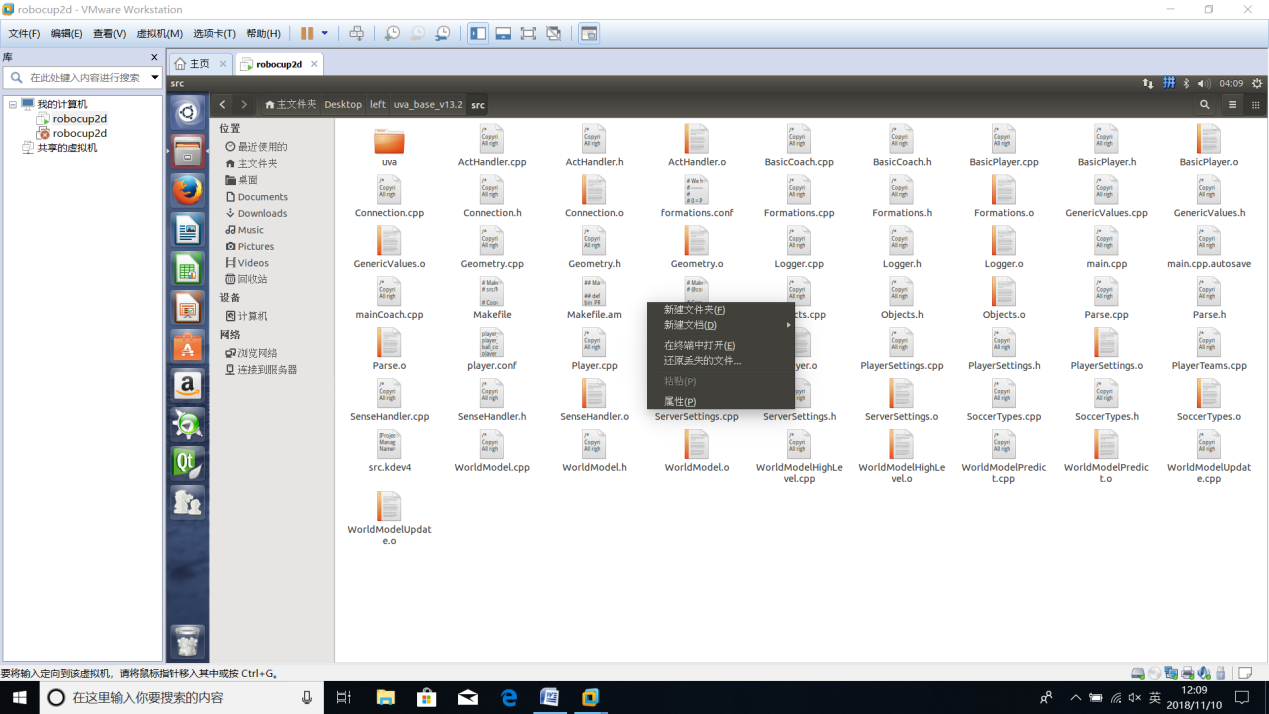 robocup2d - VMware Workstation
文件(F) 编辑(E) 查看(V) 虚拟机(M) 选项卡(T) 帮助(H)
库
在此处键入内容进行搜索
我的计算机
robocup2d
robocup2d
共享的虚拟机
主页 robocup2d
src
04:09
主文件夹 Desktop left uva_base_v13.2 src
位置
最近使用的
主文件夹
桌面
Documents
Downloads
Music
Pictures
Videos
回收站
设备
计算机
网络
浏览网络
连接到服务器
uva ActHandler.cpp ActHandler.h ActHandler.o BasicCoach.cpp BasicCoach.h BasicPlayer.cpp BasicPlayer.h BasicPlayer.o
Connection.cpp Connection.h Connection.o formations.conf Formations.cpp Formations.h Formations.o GenericValues.cpp GenericValues.h
GenericValues.o Geometry.cpp Geometry.h Geometry.o Logger.cpp Logger.h Logger.o main.cpp main.cpp.autosave
mainCoach.cpp Makefile Makefile.am cts.cpp Objects.h Objects.o Parse.cpp Parse.h
Parse.o player.conf Player.cpp yer.o PlayerSettings.cpp PlayerSettings.h PlayerSettings.o PlayerTeams.cpp
SenseHandler.cpp SenseHandler.h SenseHandler.o ServerSettings.cpp ServerSettings.h ServerSettings.o SoccerTypes.cpp SoccerTypes.h SoccerTypes.o
src.kdev4 WorldModel.cpp WorldModel.h WorldModel.o WorldModelHighLe
vel.cpp WorldModelHighLe
vel.o WorldModelPredic
t.cpp WorldModelPredic
t.o WorldModelUpdat
e.cpp
WorldModelUpdat
e.o
新建文件夹(F)
新建文档(D)
在终端中打开(E)
还原丢失的文件...
粘贴(P)
属性(P)
要将输入定向到该虚拟机，请将鼠标指针移入其中或按 Ctrl+G。
在这里输入你要搜索的内容
英
12:09
2018/11/10